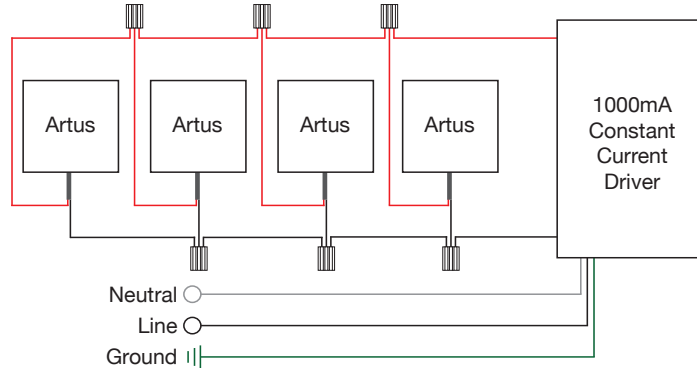 Artus
Artus
Artus
Artus
1000mA
Constant
Current
Driver
Neutral
Line
Ground